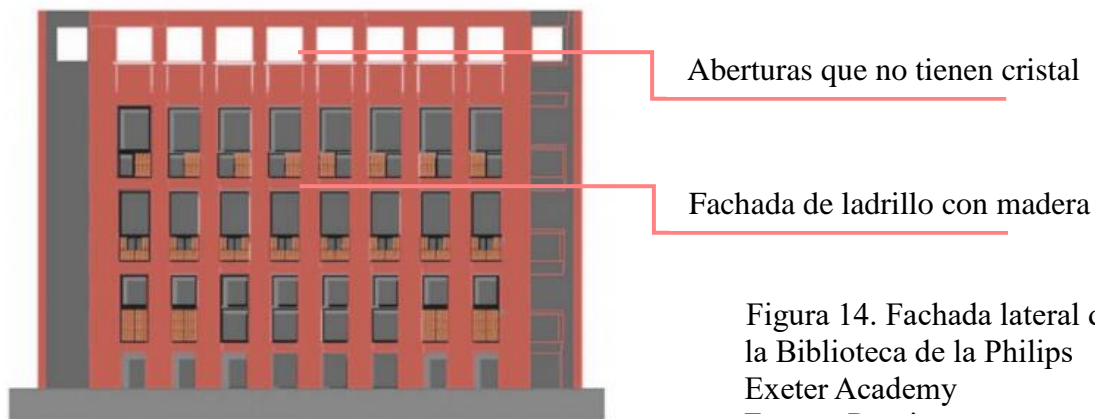 Aberturas que no tienen cristal
Fachada de ladrillo con madera
Figura 14. Fachada lateral
la Biblioteca de la Philips
Exeter Academy